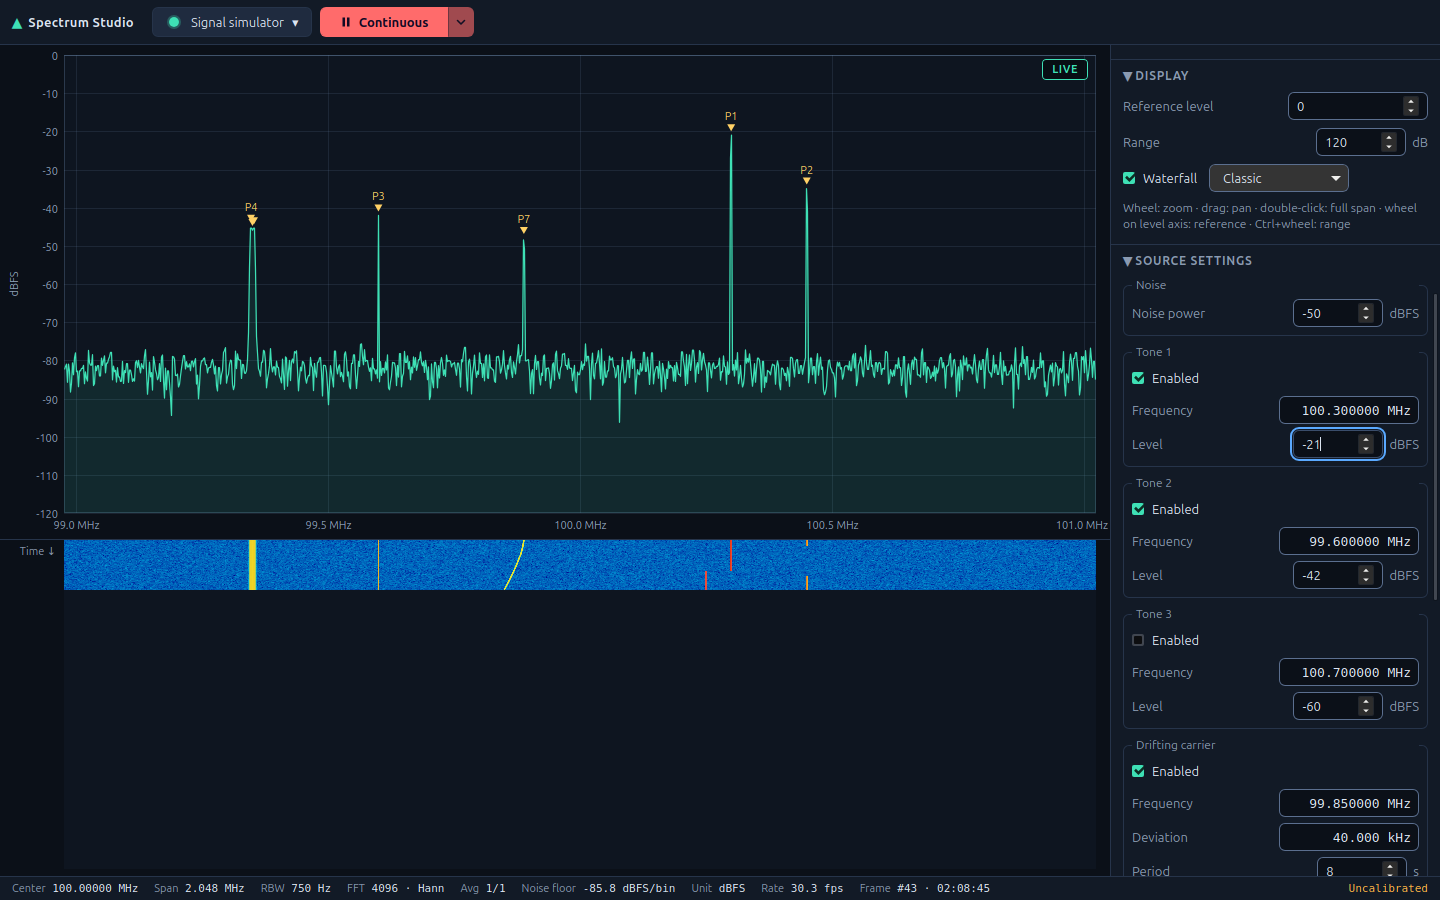 Spectrum Studio
Signal simulator
Continuous
LIVE
0
-10
-20
-30
-40
-50
-60
-70
-80
-90
-100
-110
-120
dBFS
P1
P2
P3
P4
P7
99.0 MHz
99.5 MHz
100.0 MHz
100.5 MHz
101.0 MHz
Time ↓
DISPLAY
Reference level 0
Range 120 dB
Waterfall Classic
Wheel: zoom · drag: pan · double-click: full span · wheel
on level axis: reference · Ctrl+wheel: range
SOURCE SETTINGS
Noise
Noise power -50 dBFS
Tone 1
Enabled
Frequency 100.300000 MHz
Level -21 dBFS
Tone 2
Enabled
Frequency 99.600000 MHz
Level -42 dBFS
Tone 3
Enabled
Frequency 100.700000 MHz
Level -60 dBFS
Drifting carrier
Enabled
Frequency 99.850000 MHz
Deviation 40.000 kHz
Period 8 s
Center 100.00000 MHz Span 2.048 MHz RBW 750 Hz FFT 4096 · Hann Avg 1/1 Noise floor -85.8 dBFS/bin Unit dBFS Rate 30.3 fps Frame #43 · 02:08:45 Uncalibrated